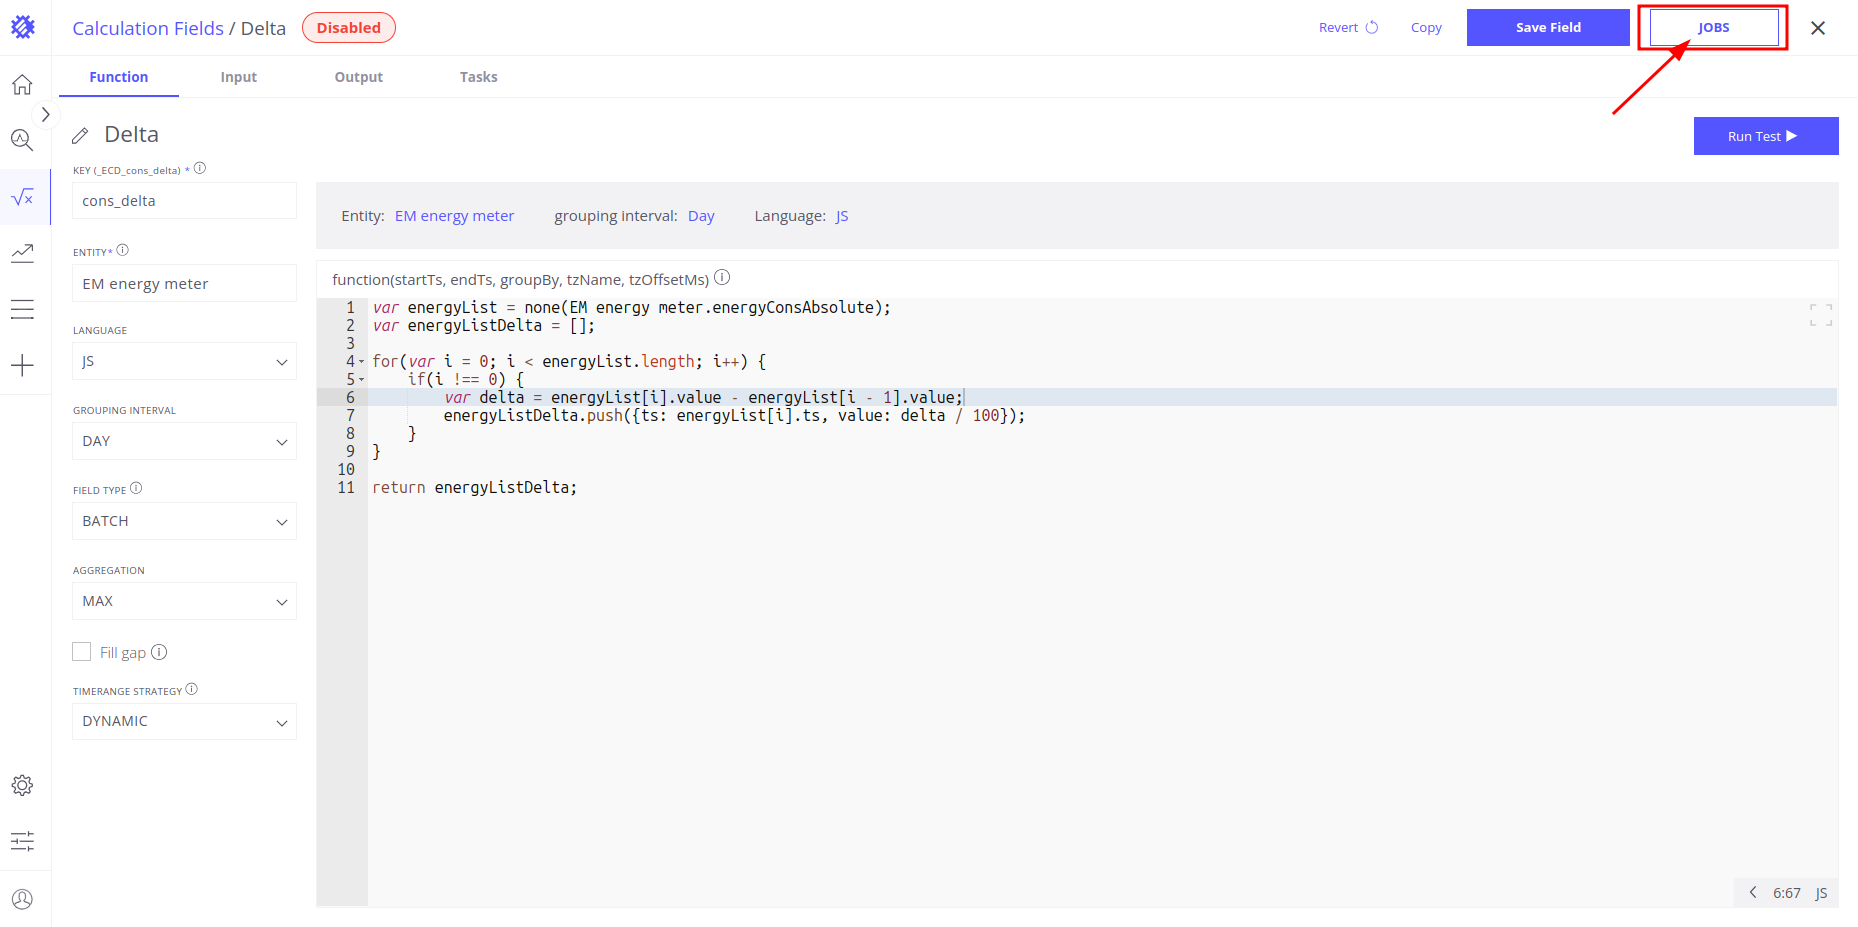 Calculation Fields / Delta
Disabled
Revert
Copy
Save Field
JOBS
Function
Input
Output
Tasks
Delta
Run Test
KEY (_ECD_cons_delta) *
cons_delta
ENTITY*
EM energy meter
LANGUAGE
JS
GROUPING INTERVAL
DAY
FIELD TYPE
BATCH
AGGREGATION
MAX
Fill gap
TIMERANGE STRATEGY
DYNAMIC
Entity: EM energy meter grouping interval: Day Language: JS
function(startTs, endTs, groupBy, tzName, tzOffsetMs)
1 var energyList = none(EM energy meter.energyConsAbsolute);
2 var energyListDelta = [];
3
4 for(var i = 0; i < energyList.length; i++) {
5     if(i !== 0) {
6         var delta = energyList[i].value - energyList[i - 1].value;
7         energyListDelta.push({ts: energyList[i].ts, value: delta / 100});
8     }
9 }
10
11 return energyListDelta;
6:67 JS